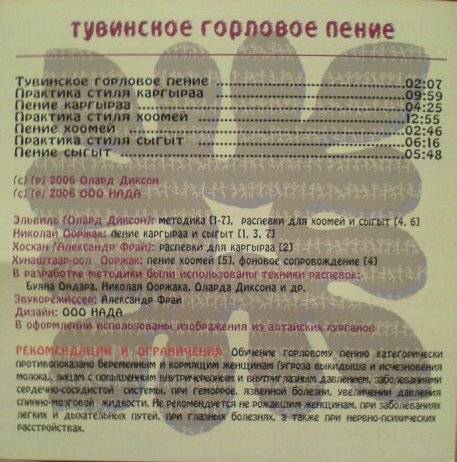 ТУВИНСКОЕ ГОРЛОВОЕ ПЕНИЕ
Тувинское горловое пение 02:07
Практика стиля каргыраа 09:59
Пение каргыраа 04:25
Практика стиля хоомей 12:55
Пение хоомей 02:46
Практика стиля сыгыт 06:16
Пение сыгыт 05:48
(c) (p) 2006 Олард Диксон
(c) (p) 2006 ООО НАДА
Эльвиль (Олард Диксон): методика [1-7], распевки для хоомей и сыгыт [4, 6]
Николай Ооржак: пение каргыраа и сыгыт [1, 3, 7]
Хоскан (Александр Фрай): распевки для каргыраа [2]
Хунаштаар-оол Ооржак: пение хоомей [5], фоновое сопровождение [4]
В разработке методики были использованы техники распевок:
Буяна Ондара, Николая Ооржака, Оларда Диксона и др.
Звукорежиссер: Александр Фрай
Дизайн: ООО НАДА
В оформлении использованы изображения из алтайских курганов
РЕКОМЕНДАЦИИ И ОГРАНИЧЕНИЯ Обучение горловому пению категорически
противопоказано беременным и кормящим женщинам (угроза выкидыша и исчезновения
молока), лицам с повышенным внутричерепным и внутриглазным давлением, заболеваниями
сердечно-сосудистой системы, при геморрое, язвенной болезни, увеличении давления
спинно-мозговой жидкости. Не рекомендуется не рожавшим женщинам, при заболеваниях
легких и дыхательных путей, при глазных болезнях, а также при нервно-психических
расстройствах.